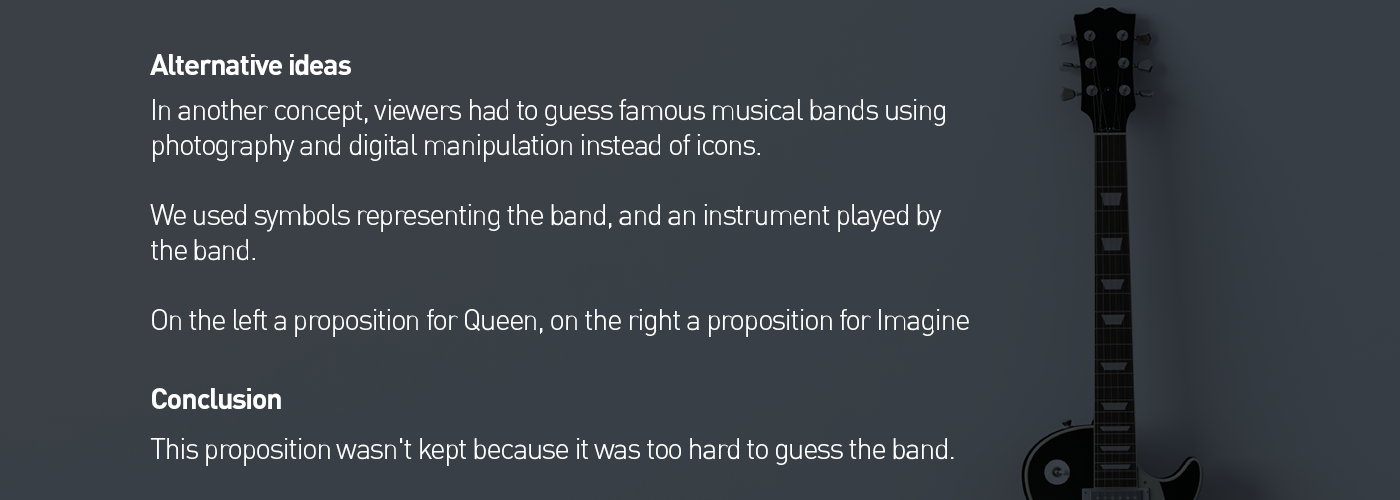 Alternative ideas
In another concept, viewers had to guess famous musical bands using
photography and digital manipulation instead of icons.
We used symbols representing the band, and an instrument played by
the band.
On the left a proposition for Queen, on the right a proposition for Imagine
Conclusion
This proposition wasn't kept because it was too hard to guess the band.